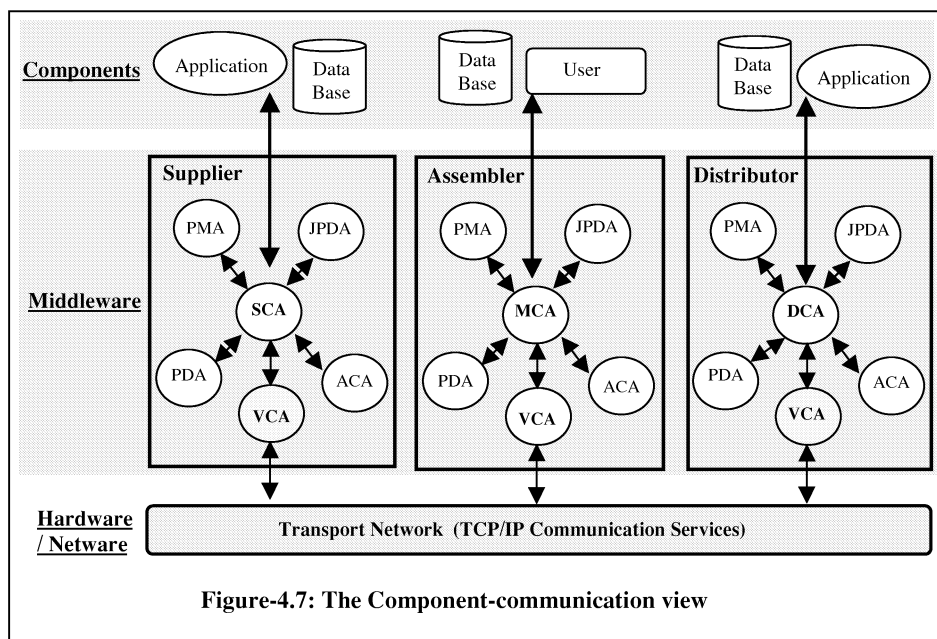 Components
Application
Data
Base
Data
Base
User
Data
Base
Application
Middleware
Supplier
PMA
JPDA
SCA
PDA
ACA
VCA
Assembler
PMA
JPDA
MCA
PDA
ACA
VCA
Distributor
PMA
JPDA
DCA
PDA
ACA
VCA
Hardware
/ Netware
Transport Network (TCP/IP Communication Services)
Figure-4.7: The Component-communication view